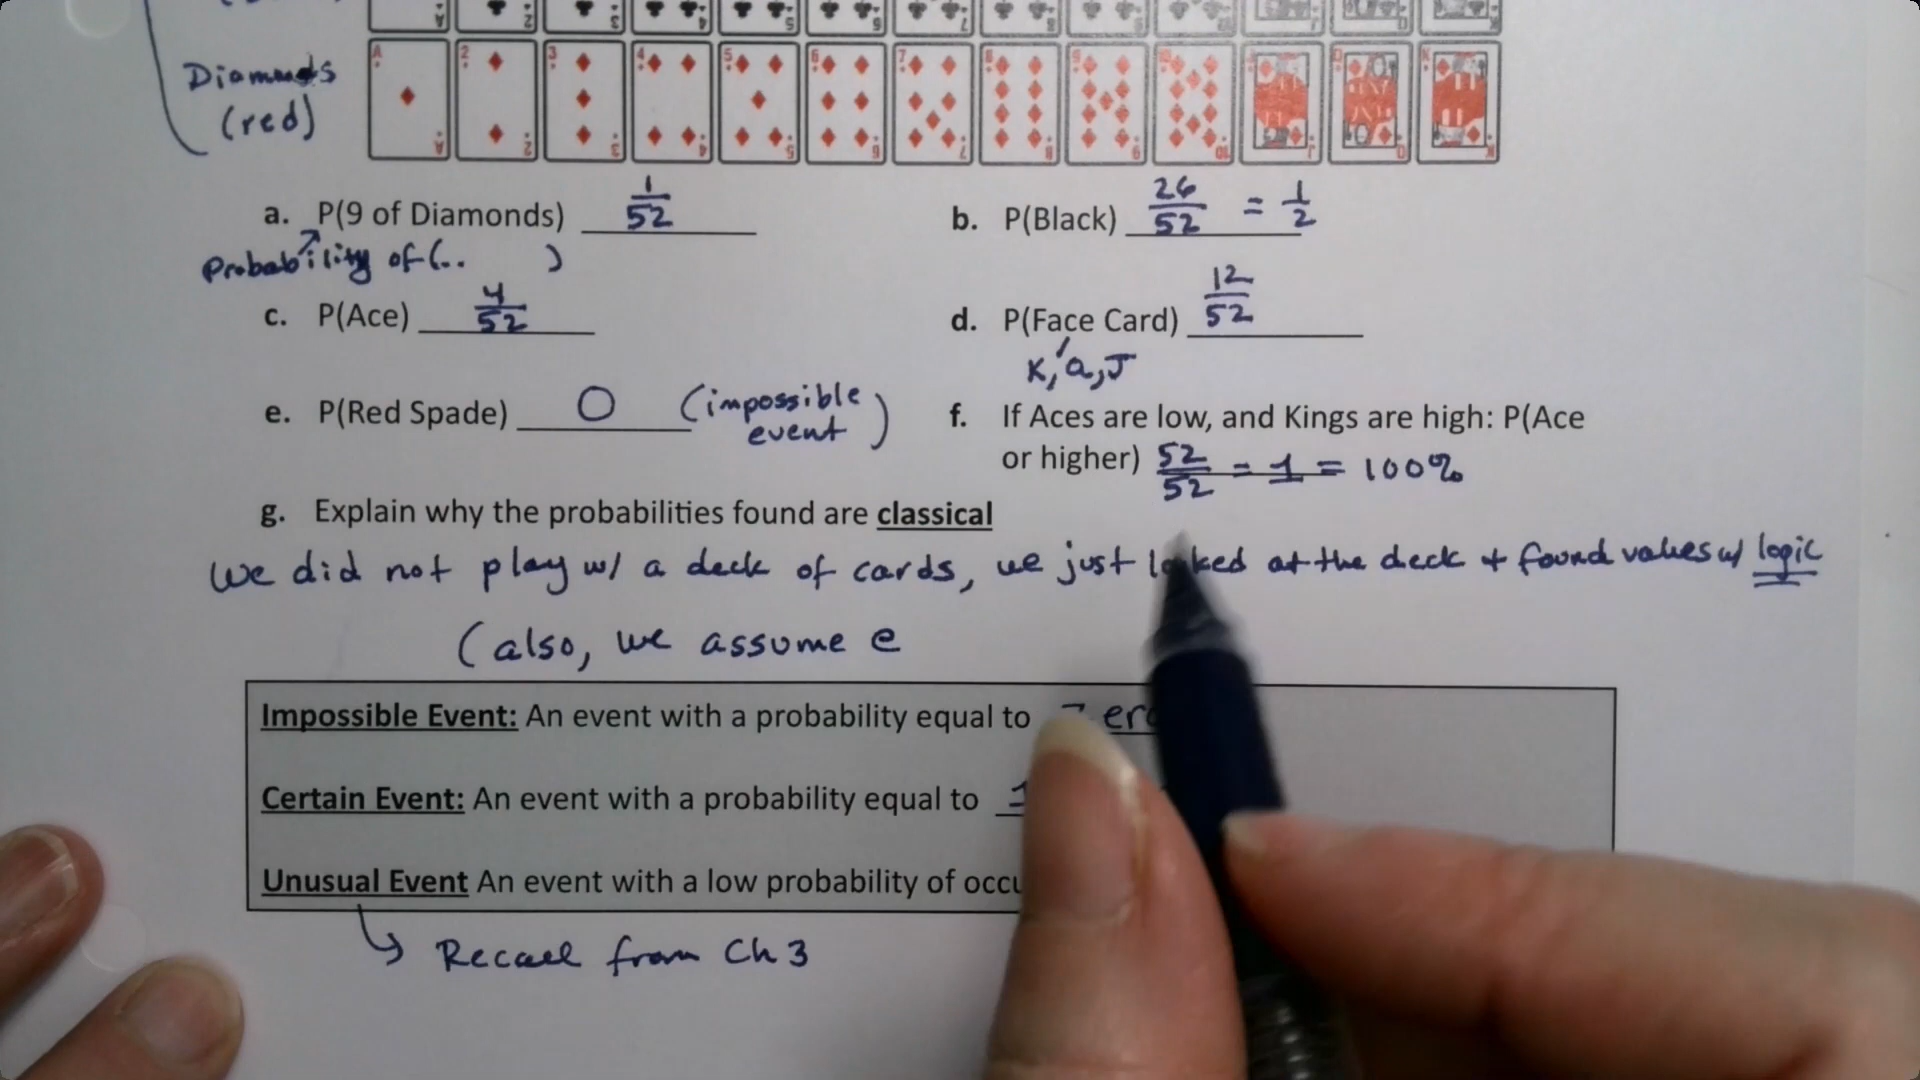 Diamonds
(red)
a. P(9 of Diamonds) 1/52
b. P(Black) 26/52 = 1/2
Probability of (.. )
c. P(Ace) 4/52
d. P(Face Card) 12/52
K, Q, J
e. P(Red Spade) 0 (impossible event)
f. If Aces are low, and Kings are high: P(Ace
or higher) 52/52 = 1 = 100%
g. Explain why the probabilities found are classical
We did not play w/ a deck of cards, we just looked at the deck + found values w/ logic
(also, we assume e
Impossible Event: An event with a probability equal to zero
Certain Event: An event with a probability equal to 1
Unusual Event An event with a low probability of
Recall from Ch 3